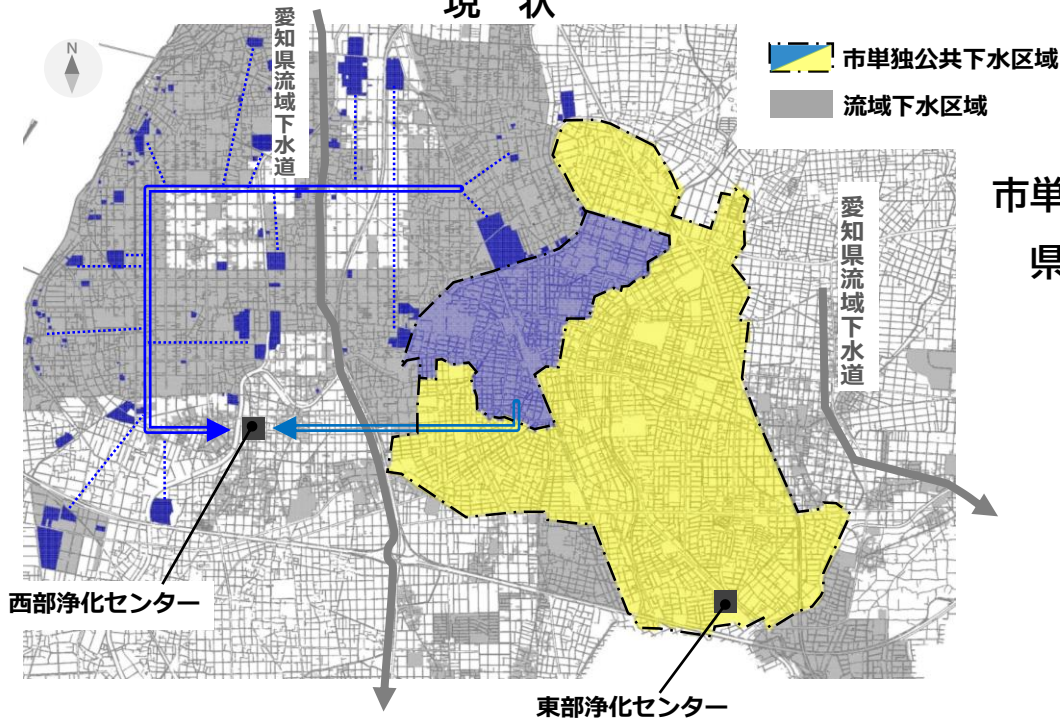 現 状
N
愛知県流域下水道
市単独公共下水区域
流域下水区域
市単
県
愛知県流域下水道
西部浄化センター
東部浄化センター